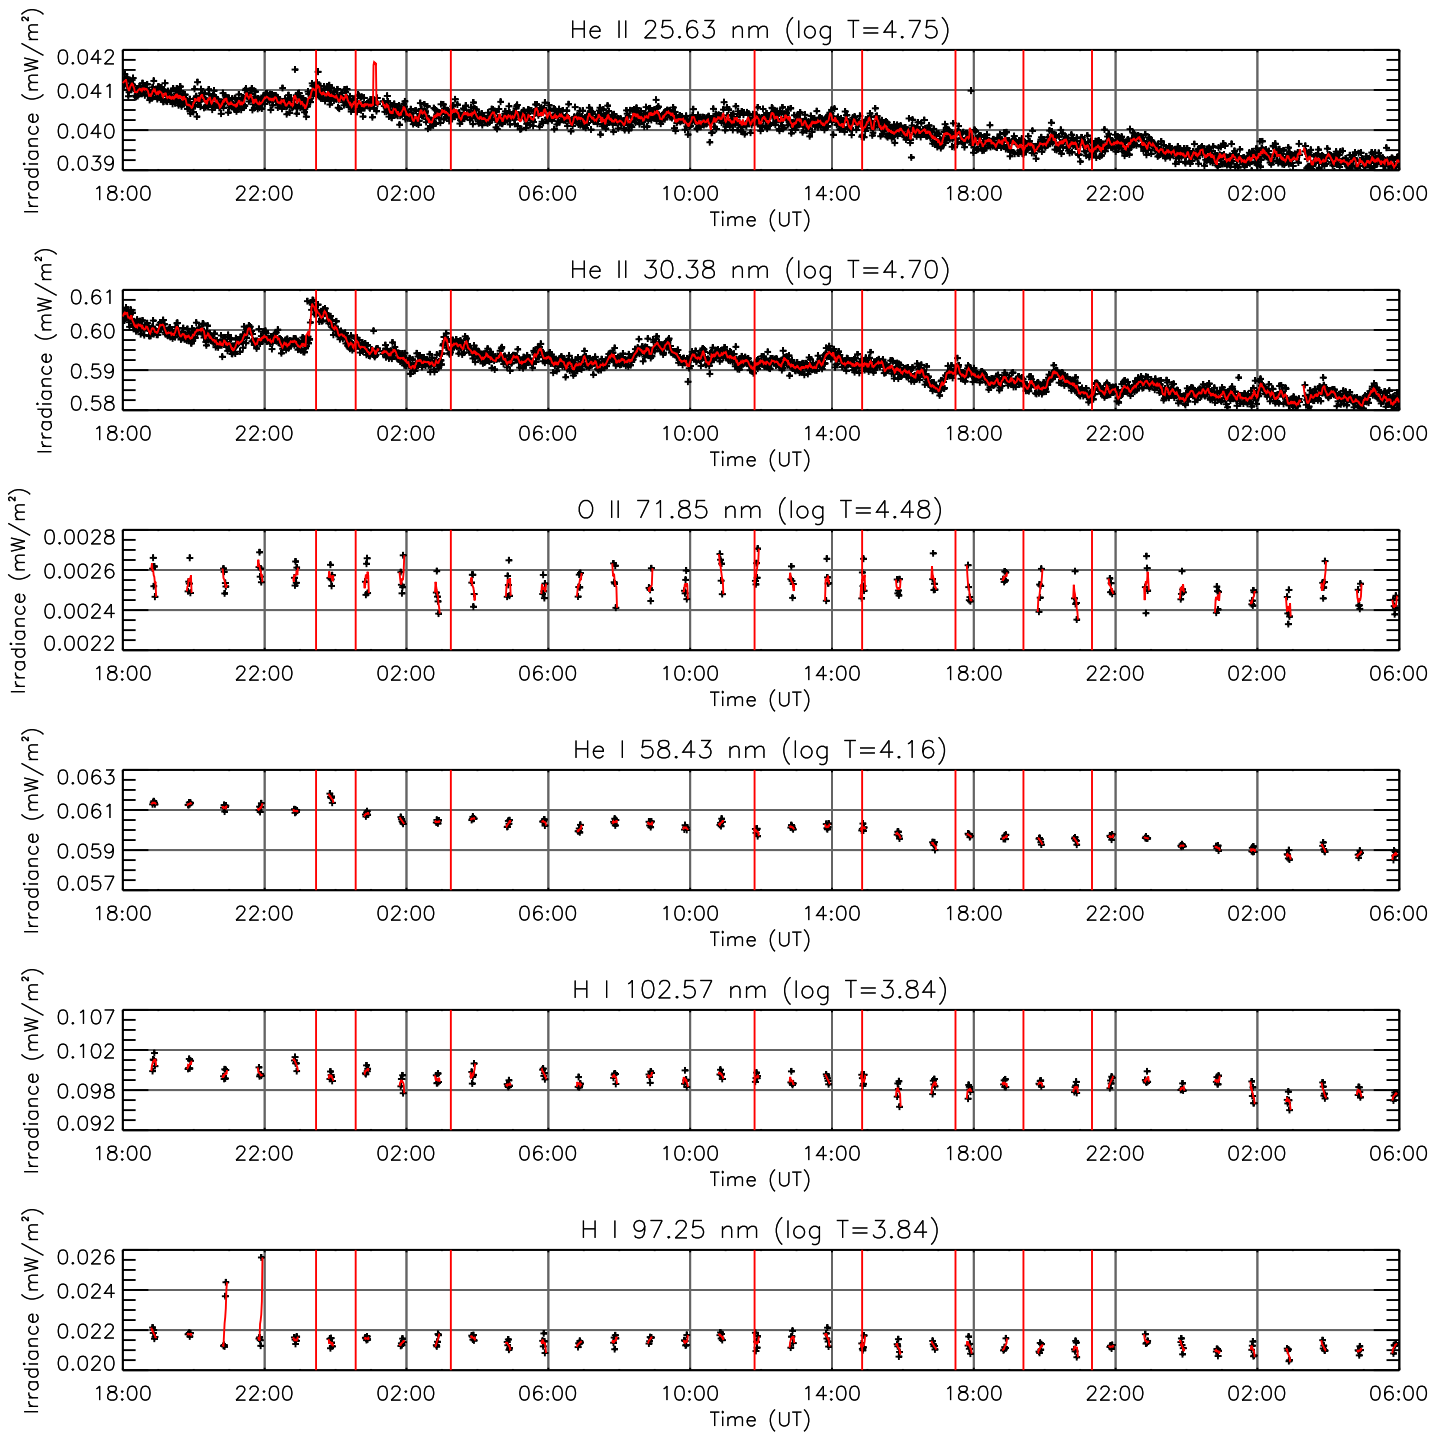 He II 25.63 nm (log T=4.75)
Irradiance (mW/m²)
0.042
0.041
0.040
0.039
18:00 22:00 02:00 06:00 10:00 14:00 18:00 22:00 02:00 06:00
Time (UT)
He II 30.38 nm (log T=4.70)
Irradiance (mW/m²)
0.61
0.60
0.59
0.58
18:00 22:00 02:00 06:00 10:00 14:00 18:00 22:00 02:00 06:00
Time (UT)
O II 71.85 nm (log T=4.48)
Irradiance (mW/m²)
0.0028
0.0026
0.0024
0.0022
18:00 22:00 02:00 06:00 10:00 14:00 18:00 22:00 02:00 06:00
Time (UT)
He I 58.43 nm (log T=4.16)
Irradiance (mW/m²)
0.063
0.061
0.059
0.057
18:00 22:00 02:00 06:00 10:00 14:00 18:00 22:00 02:00 06:00
Time (UT)
H I 102.57 nm (log T=3.84)
Irradiance (mW/m²)
0.107
0.102
0.098
0.092
18:00 22:00 02:00 06:00 10:00 14:00 18:00 22:00 02:00 06:00
Time (UT)
H I 97.25 nm (log T=3.84)
Irradiance (mW/m²)
0.026
0.024
0.022
0.020
18:00 22:00 02:00 06:00 10:00 14:00 18:00 22:00 02:00 06:00
Time (UT)